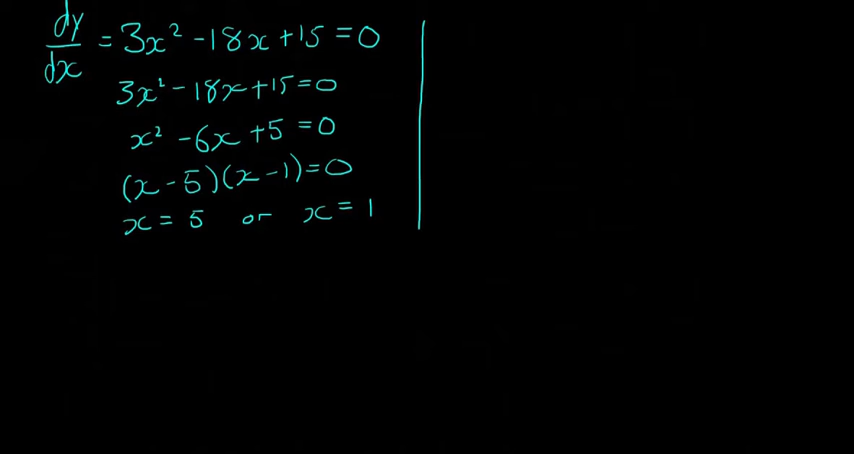 dy/dx = 3x² - 18x + 15 = 0
3x² - 18x + 15 = 0
x² - 6x + 5 = 0
(x - 5)(x - 1) = 0
x = 5 or x = 1